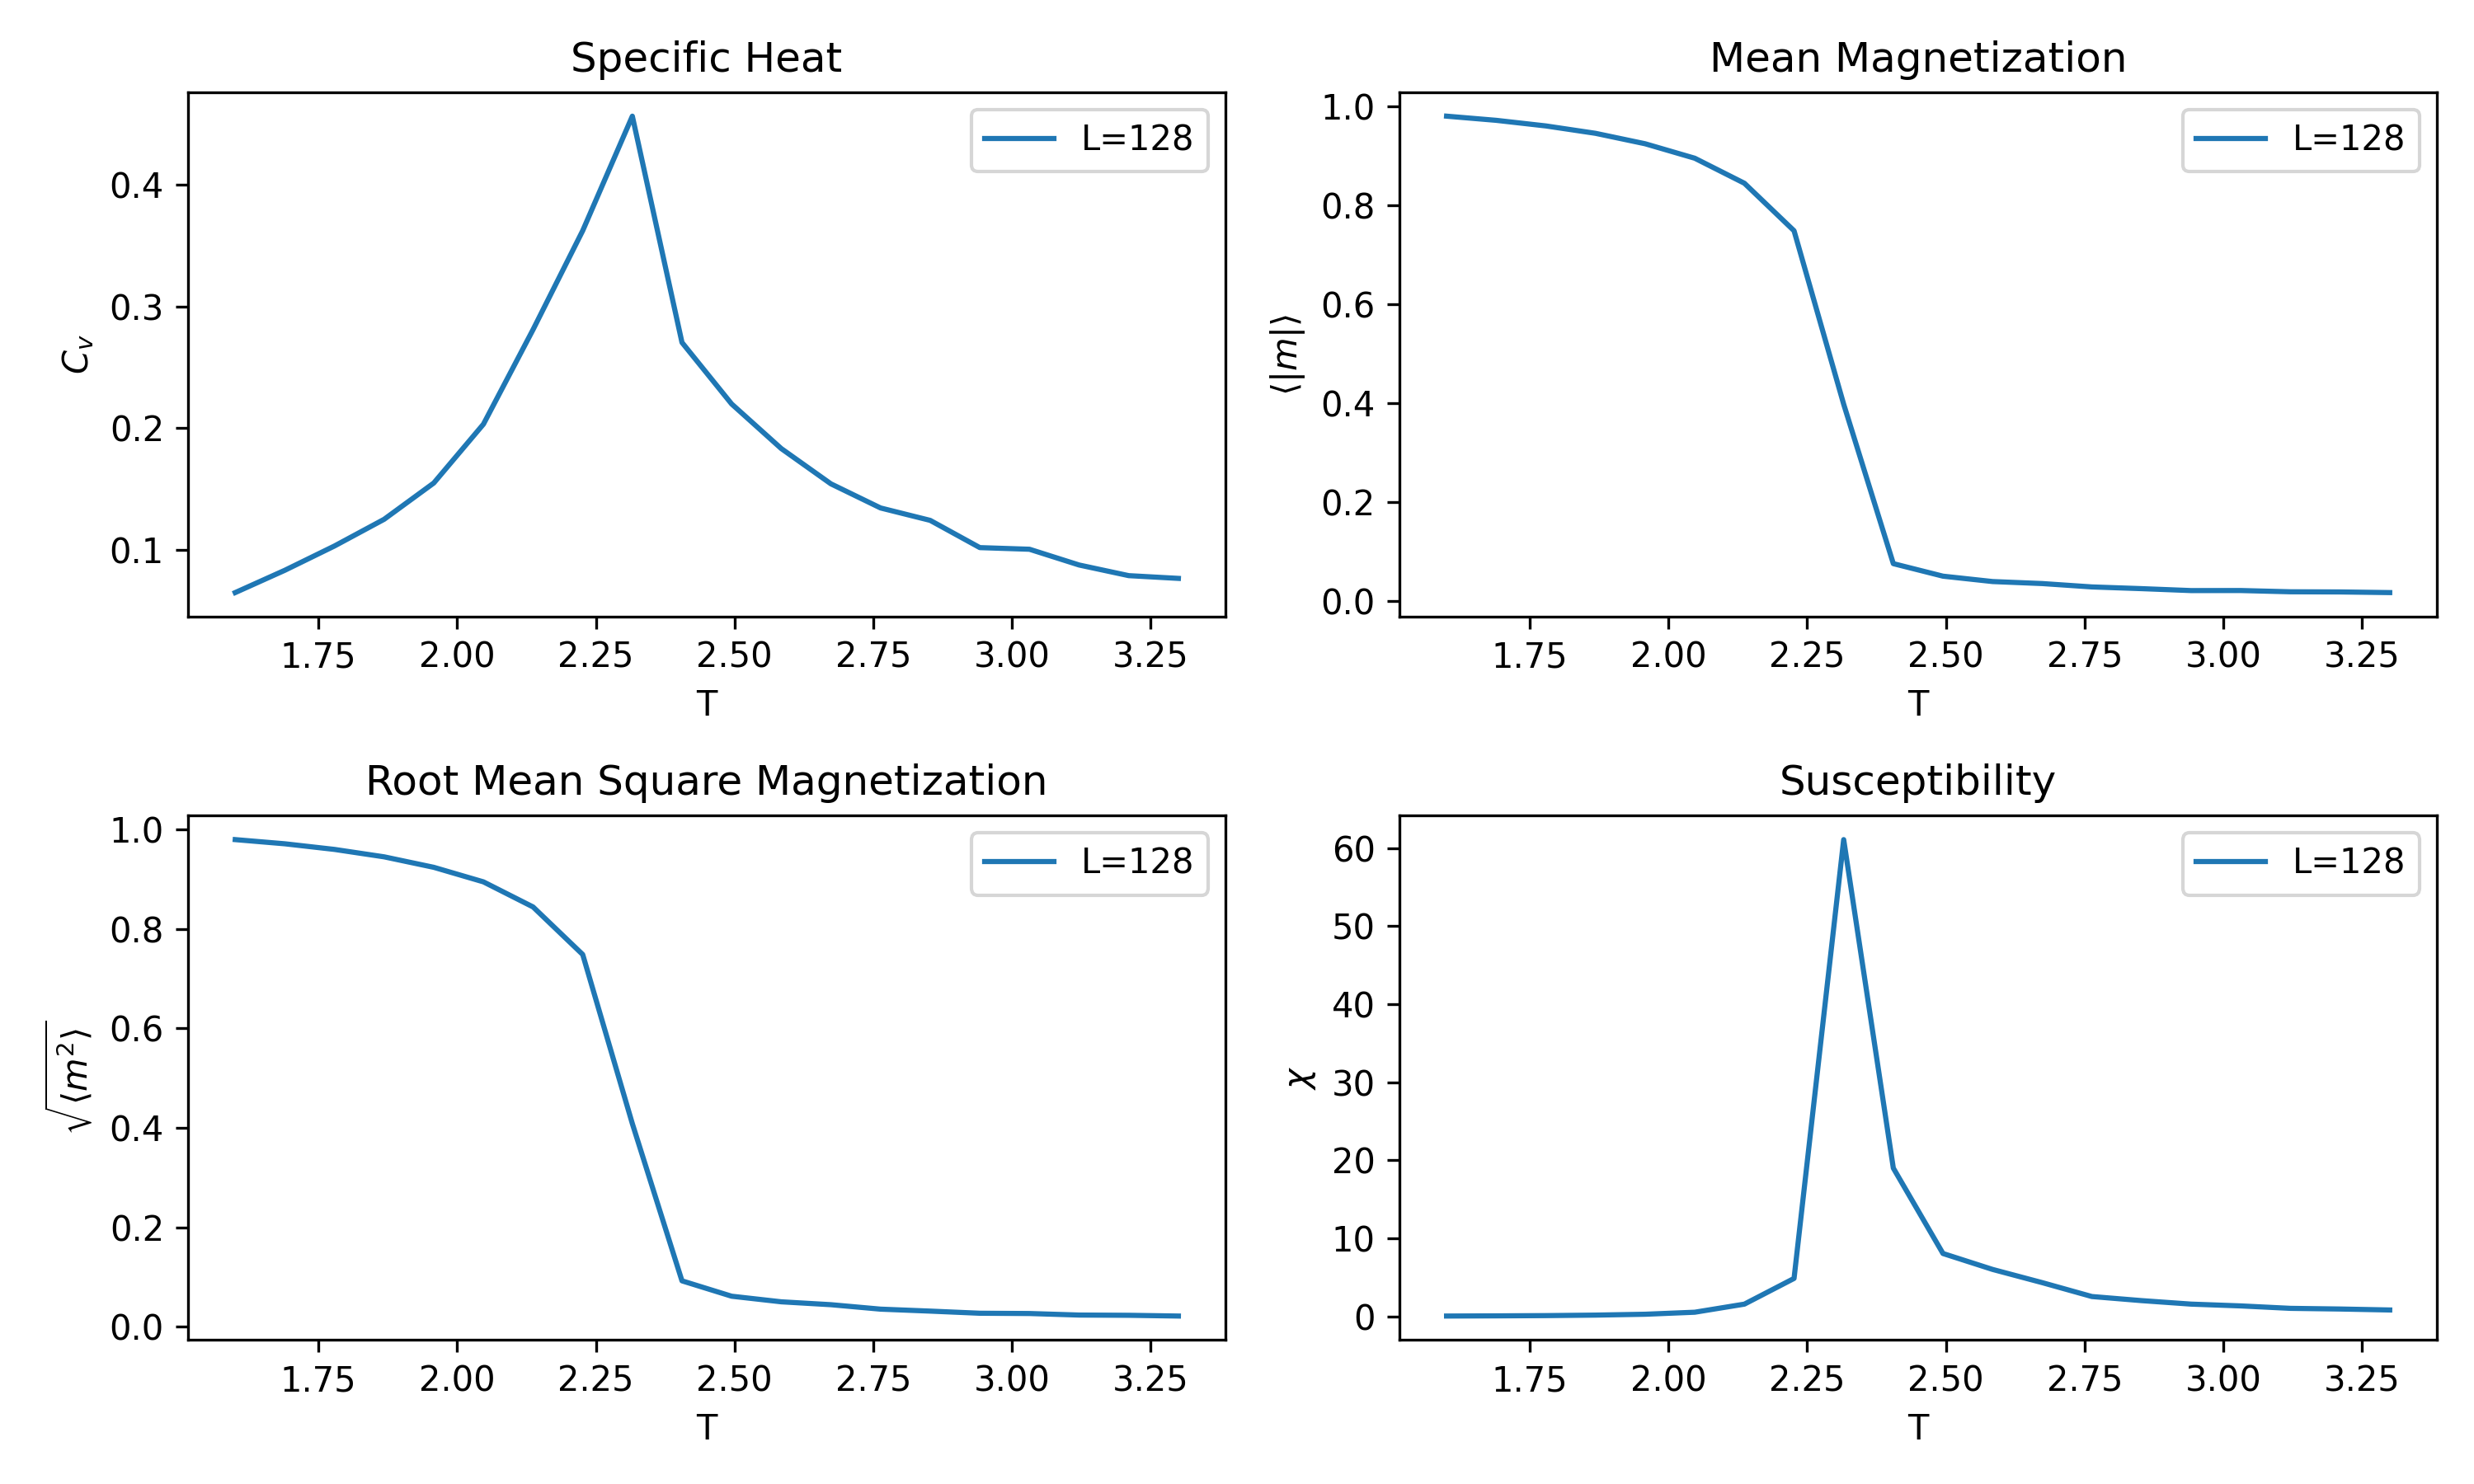 Specific Heat
L=128
C_v
0.4
0.3
0.2
0.1
1.75 2.00 2.25 2.50 2.75 3.00 3.25
T
Mean Magnetization
L=128
⟨|m|⟩
1.0
0.8
0.6
0.4
0.2
0.0
1.75 2.00 2.25 2.50 2.75 3.00 3.25
T
Root Mean Square Magnetization
L=128
√⟨m²⟩
1.0
0.8
0.6
0.4
0.2
0.0
1.75 2.00 2.25 2.50 2.75 3.00 3.25
T
Susceptibility
L=128
χ
60
50
40
30
20
10
0
1.75 2.00 2.25 2.50 2.75 3.00 3.25
T